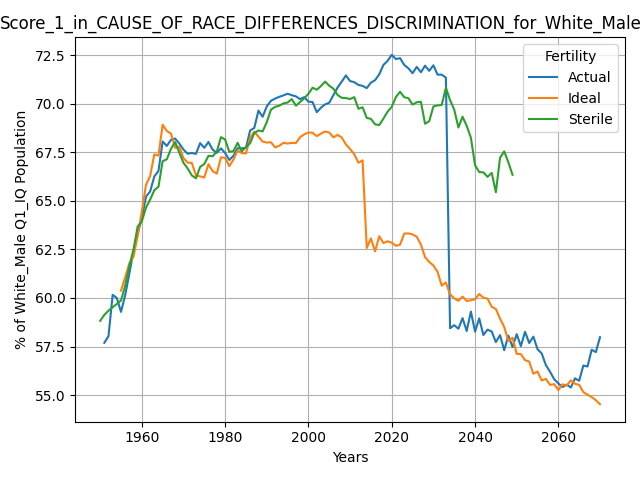 Score_1_in_CAUSE_OF_RACE_DIFFERENCES_DISCRIMINATION_for_White_Male
% of White_Male Q1_IQ Population
72.5
70.0
67.5
65.0
62.5
60.0
57.5
55.0
Fertility
Actual
Ideal
Sterile
1960 1980 2000 2020 2040 2060
Years